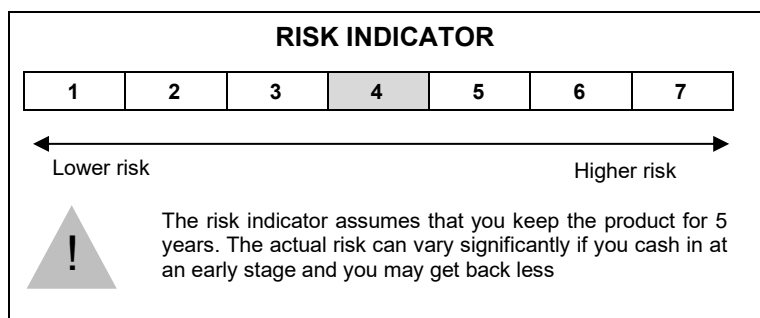 RISK INDICATOR
1 2 3 4 5 6 7
Lower risk Higher risk
!
The risk indicator assumes that you keep the product for 5
years. The actual risk can vary significantly if you cash in at
an early stage and you may get back less